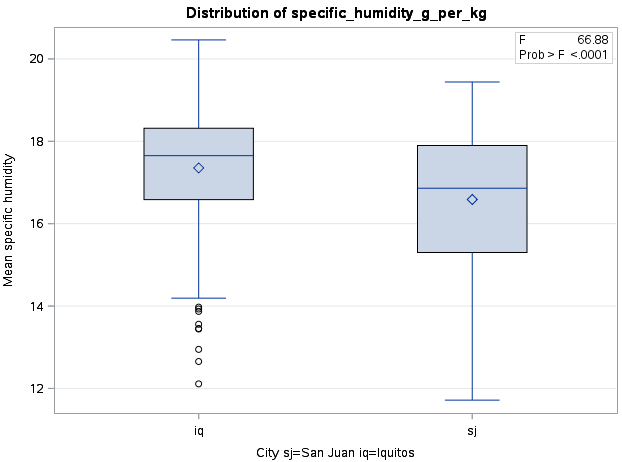 Distribution of specific_humidity_g_per_kg
F 66.88
Prob > F <.0001
20
18
16
14
12
Mean specific humidity
iq sj
City sj=San Juan iq=Iquitos